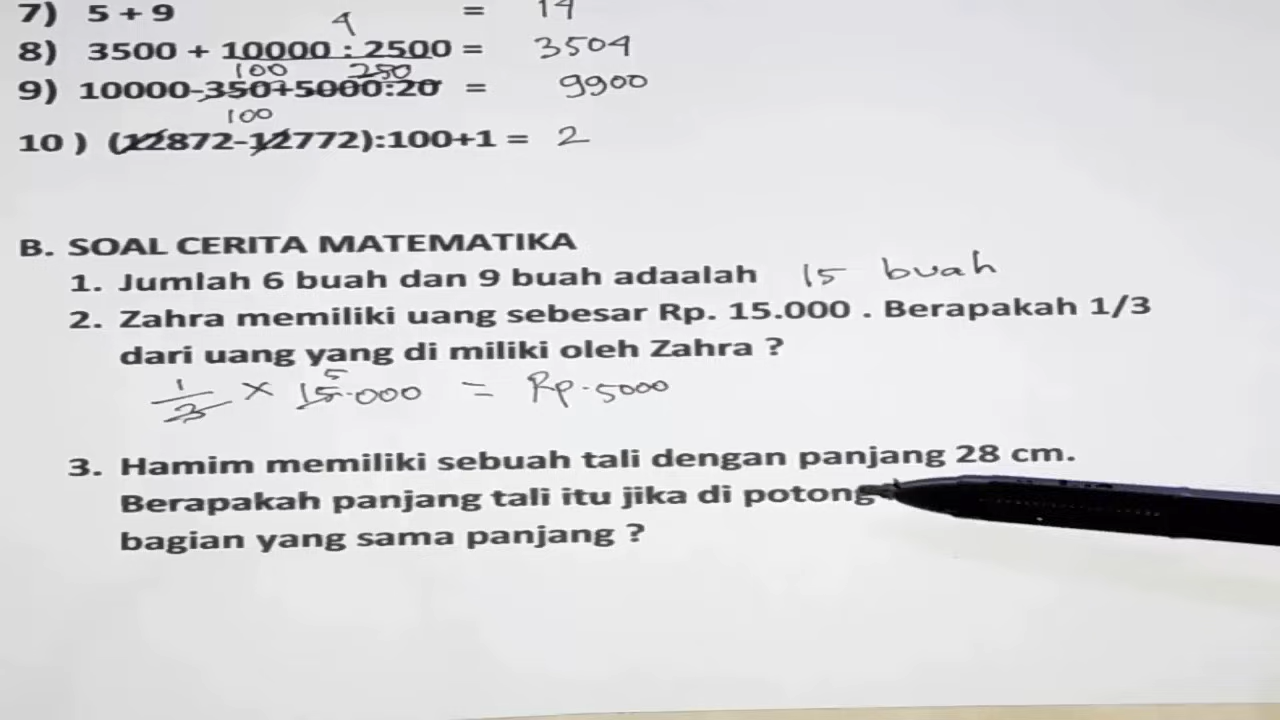 7) 5 + 9 = 14
4
8) 3500 + 10000 : 2500 = 3504
100 250
9) 10000-350+5000:20 = 9900
100
10 ) (12872-12772):100+1 = 2
B. SOAL CERITA MATEMATIKA
1. Jumlah 6 buah dan 9 buah adaalah 15 buah
2. Zahra memiliki uang sebesar Rp. 15.000 . Berapakah 1/3
dari uang yang di miliki oleh Zahra ?
5
1/3 × 15.000 = Rp.5000
3. Hamim memiliki sebuah tali dengan panjang 28 cm.
Berapakah panjang tali itu jika di potong
bagian yang sama panjang ?